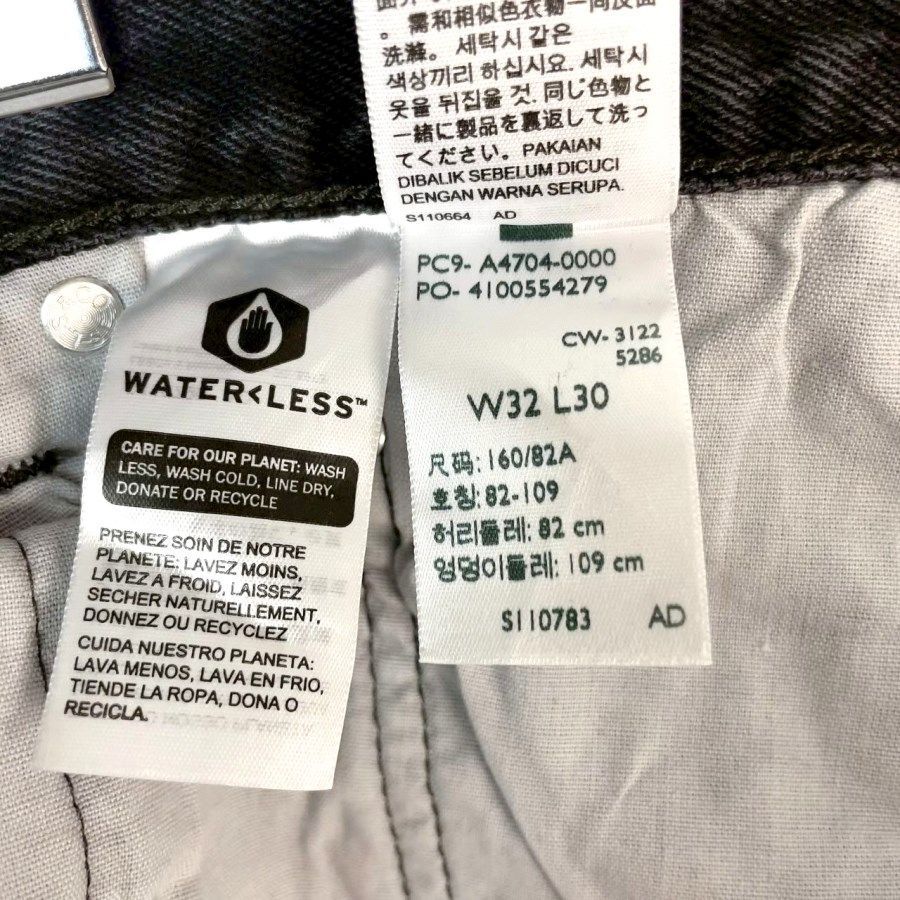 。需和相似色衣物一同反面
洗滌。세탁시 같은
색상끼리 하십시요. 세탁시
옷을 뒤집을 것. 同じ色物と
一緒に製品を裏返して洗っ
てください。PAKAIAN
DIBALIK SEBELUM DICUCI
DENGAN WARNA SERUPA.
S110664 AD
WATER<LESS™
CARE FOR OUR PLANET: WASH
LESS, WASH COLD, LINE DRY,
DONATE OR RECYCLE
PRENEZ SOIN DE NOTRE
PLANETE: LAVEZ MOINS,
LAVEZ A FROID, LAISSEZ
SECHER NATURELLEMENT,
DONNEZ OU RECYCLEZ
CUIDA NUESTRO PLANETA:
LAVA MENOS, LAVA EN FRIO,
TIENDE LA ROPA, DONA O
RECICLA.
PC9- A4704-0000
PO- 4100554279
CW- 3122
5286
W32 L30
尺码: 160/82A
호칭: 82-109
허리둘레: 82 cm
엉덩이둘레: 109 cm
S110783 AD